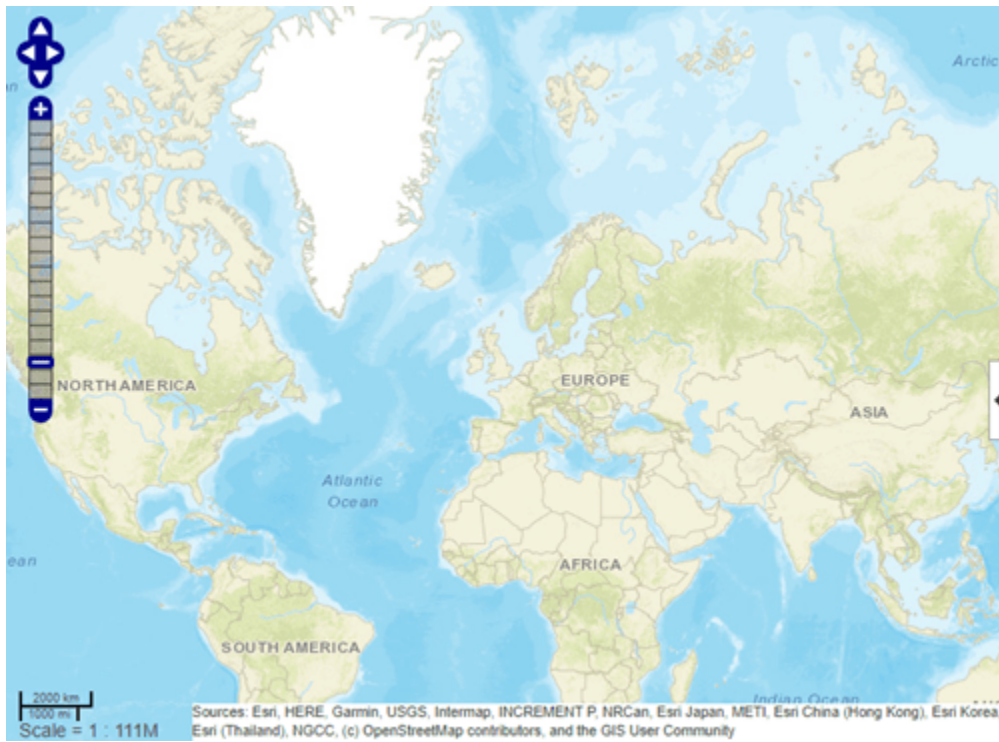 Arctic
NORTH AMERICA
EUROPE
ASIA
Atlantic
Ocean
ean
AFRICA
SOUTH AMERICA
Indian Ocean
2000 km
1000 mi
Scale = 1 : 111M
Sources: Esri, HERE, Garmin, USGS, Intermap, INCREMENT P, NRCan, Esri Japan, METI, Esri China (Hong Kong), Esri Korea
Esri (Thailand), NGCC, (c) OpenStreetMap contributors, and the GIS User Community